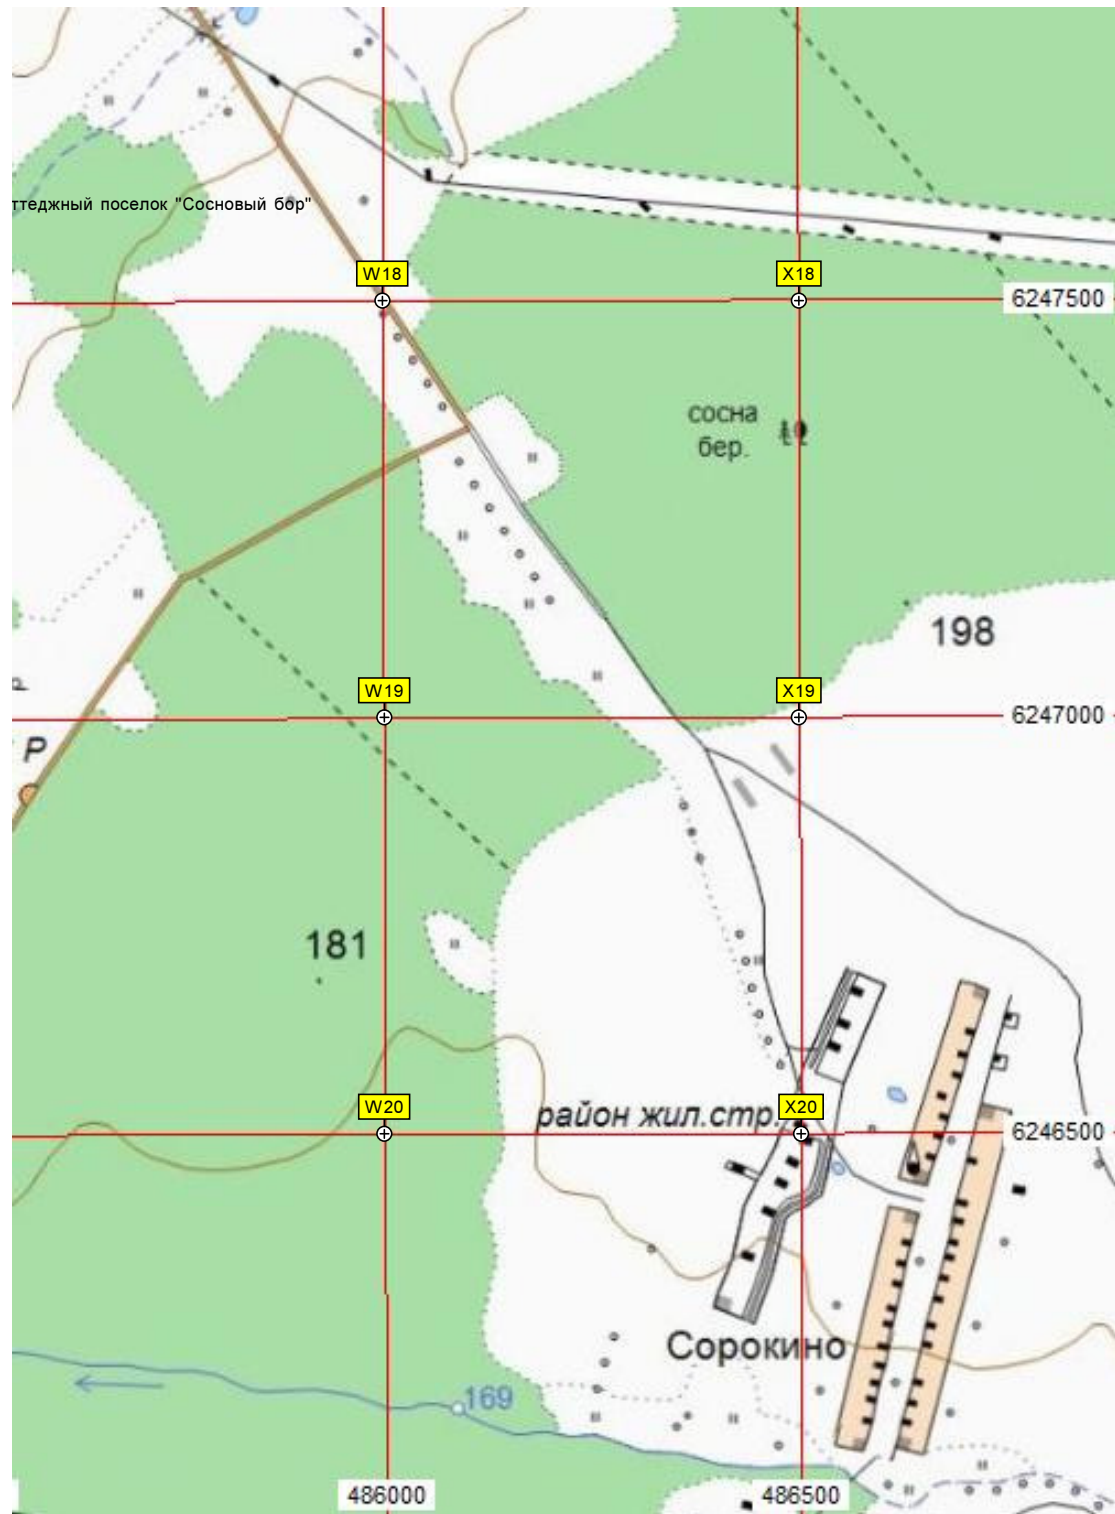 ттеджный поселок "Сосновый бор"
W18
X18
6247500
сосна
бер.
198
W19
X19
6247000
Р
181
W20
X20
район жил.стр.
6246500
Сорокино
169
486000
486500